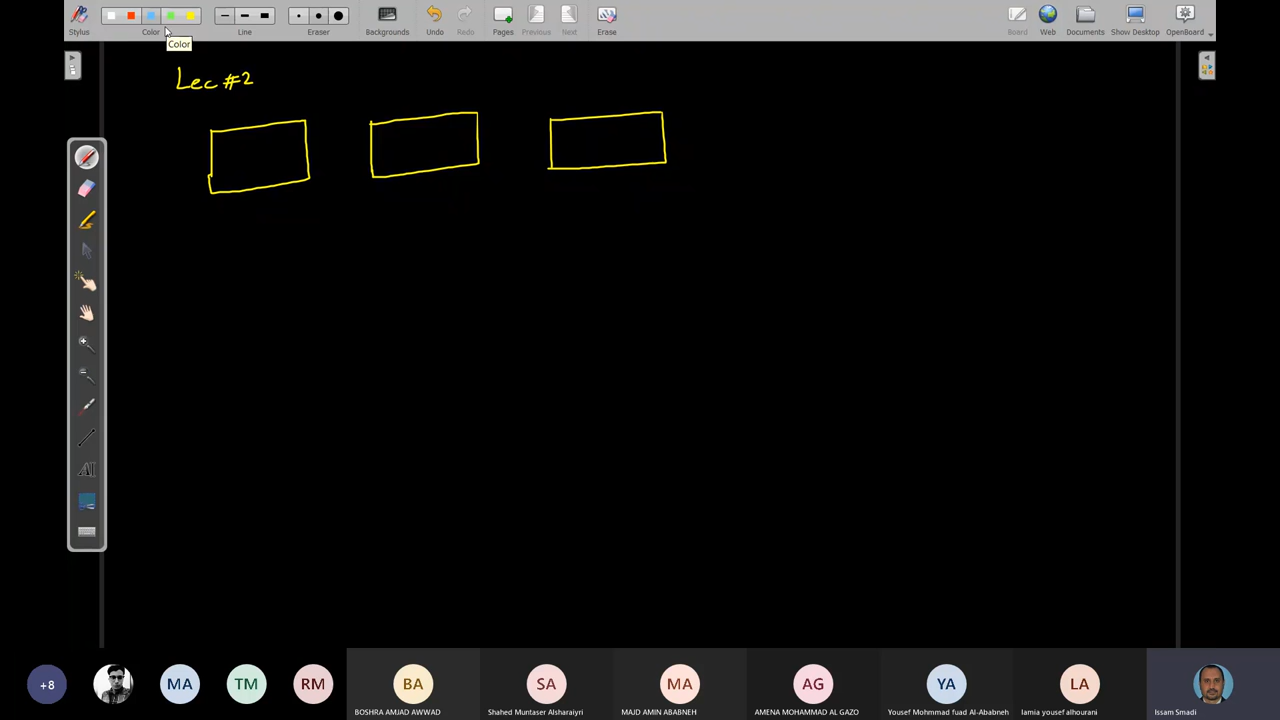 Stylus
Color
Line
Eraser
Backgrounds
Undo
Redo
Pages
Previous
Next
Erase
Board
Web
Documents
Show Desktop
OpenBoard
Color
Lec #2
AI
+8
MA
TM
RM
BA
SA
MA
AG
YA
LA
BOSHRA AMJAD AWWAD
Shahed Muntaser Alsharaiyri
MAJD AMIN ABABNEH
AMENA MOHAMMAD AL GAZO
Yousef Mohmmad fuad Al-Ababneh
lamia yousef alhourani
Issam Smadi